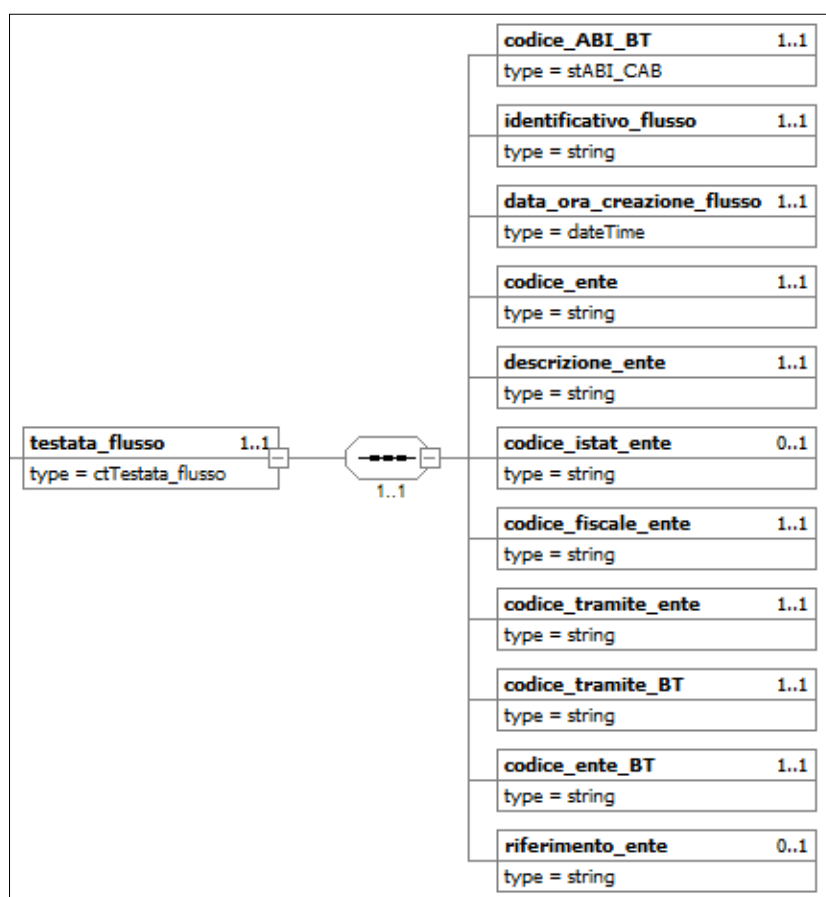 codice_ABI_BT 1..1
type = stABI_CAB
identificativo_flusso 1..1
type = string
data_ora_creazione_flusso 1..1
type = dateTime
codice_ente 1..1
type = string
descrizione_ente 1..1
type = string
testata_flusso 1..1
type = ctTestata_flusso
1..1
codice_istat_ente 0..1
type = string
codice_fiscale_ente 1..1
type = string
codice_tramite_ente 1..1
type = string
codice_tramite_BT 1..1
type = string
codice_ente_BT 1..1
type = string
riferimento_ente 0..1
type = string